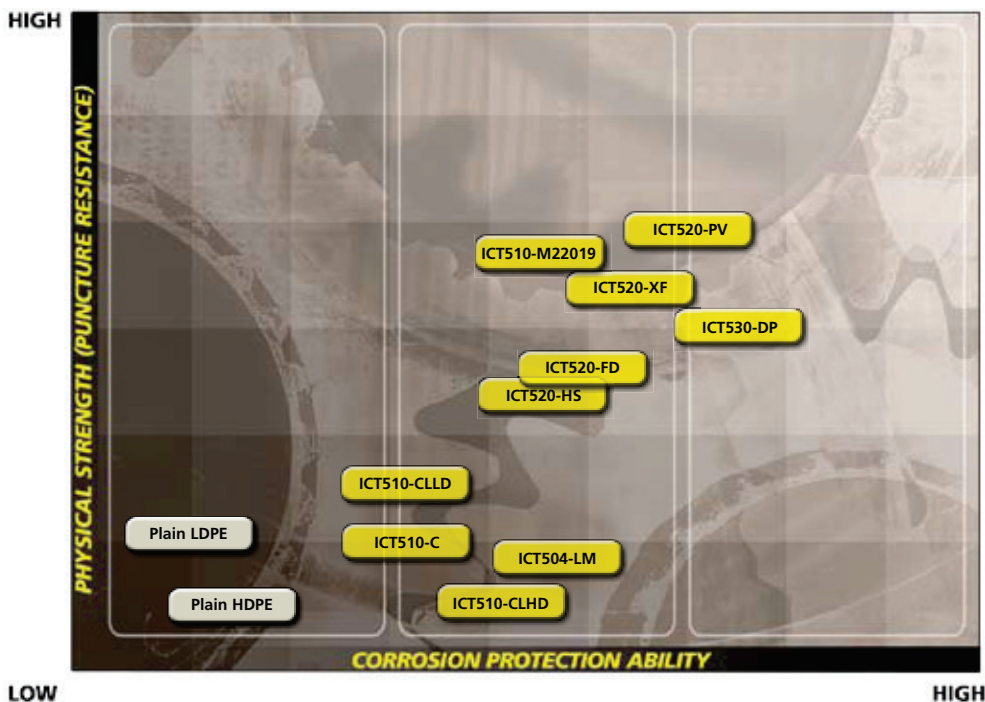 HIGH
PHYSICAL STRENGTH (PUNCTURE RESISTANCE)
ICT520-PV
ICT510-M22019
ICT520-XF
ICT530-DP
ICT520-FD
ICT520-HS
ICT510-CLLD
Plain LDPE
ICT510-C
ICT504-LM
Plain HDPE
ICT510-CLHD
CORROSION PROTECTION ABILITY
LOW
HIGH